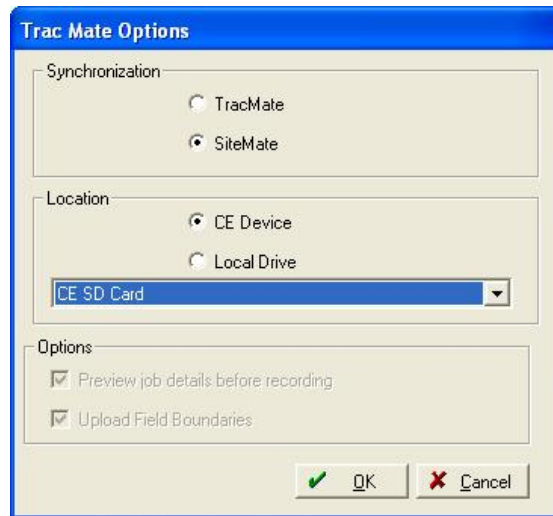 Trac Mate Options
Synchronization
TracMate
SiteMate
Location
CE Device
Local Drive
CE SD Card
Options
Preview job details before recording
Upload Field Boundaries
OK Cancel